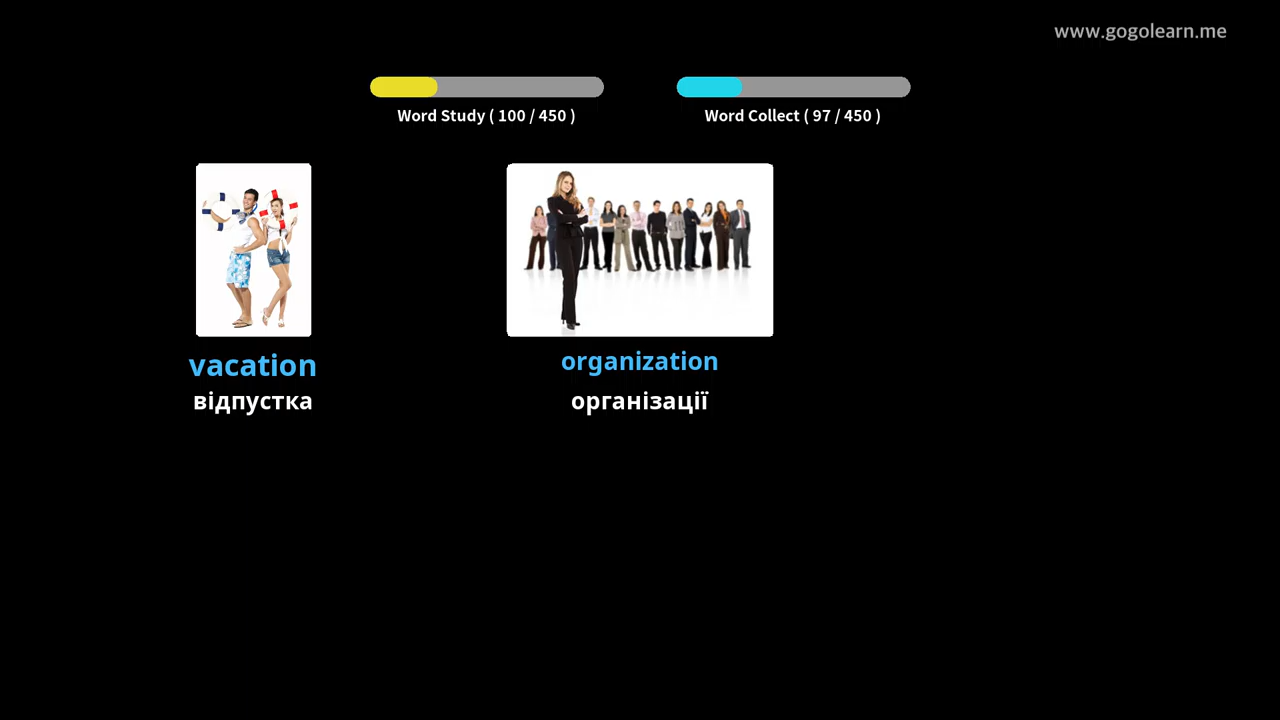 www.gogolearn.me
Word Study ( 100 / 450 )
Word Collect ( 97 / 450 )
vacation
відпустка
organization
організації